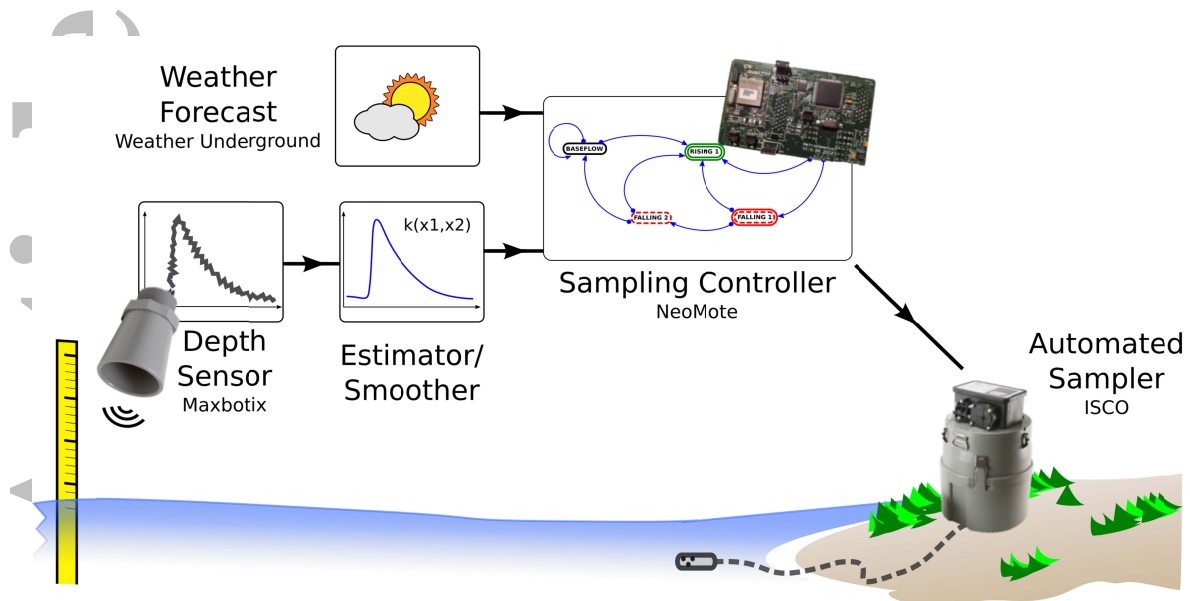 Weather
Forecast
Weather Underground
BASEFLOW
RISING 1
FALLING 2
FALLING 1
k(x1,x2)
Sampling Controller
NeoMote
Depth
Sensor
Maxbotix
Estimator/
Smoother
Automated
Sampler
ISCO